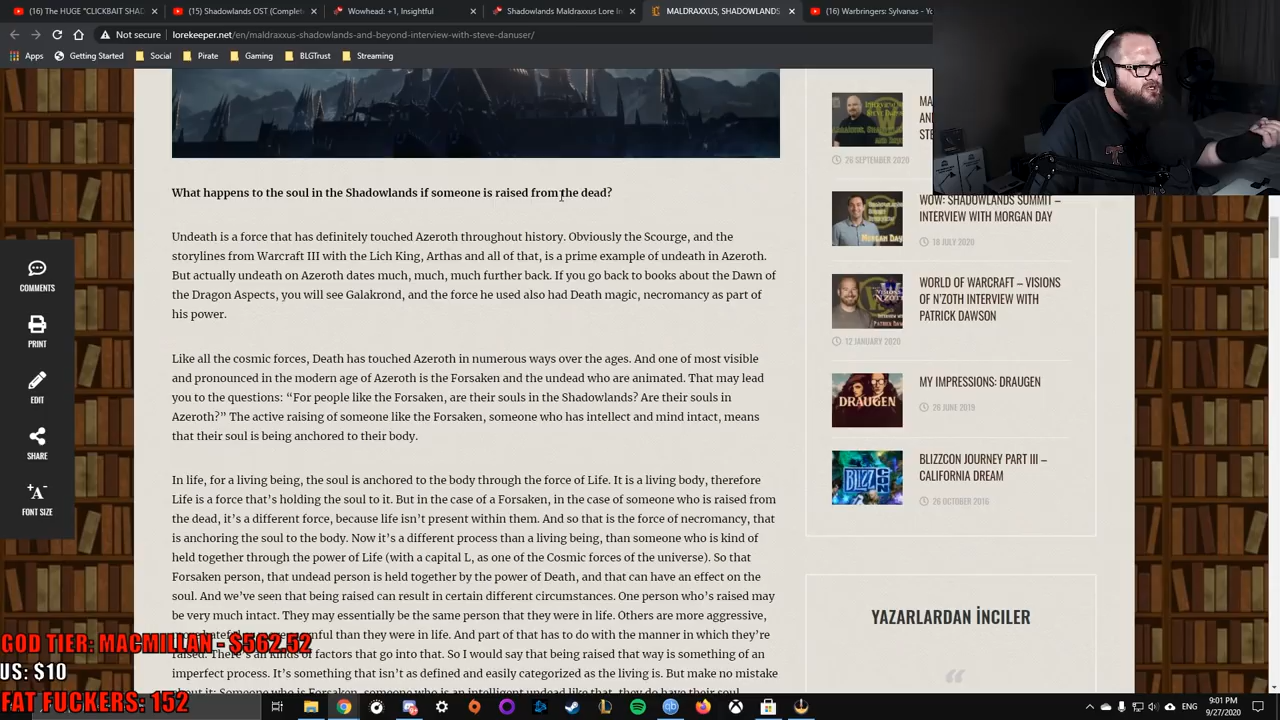 (16) The HUGE "CLICKBAIT SHAD
(17) Shadowlands OST (Complet
Wowhead: +1, Insightful
Shadowlands Maldraxxus Lore In
MALDRAXXUS, SHADOWLANDS
(16) Warbringers: Sylvanas - Yo
Not secure | lorekeeper.net/en/maldraxxus-shadowlands-and-beyond-interview-with-steve-danuser/
Apps Getting Started Social Pirate Gaming BLGTrust Streaming
What happens to the soul in the Shadowlands if someone is raised from the dead?
Undeath is a force that has definitely touched Azeroth throughout history. Obviously the Scourge, and the
storylines from Warcraft III with the Lich King, Arthas and all of that, is a prime example of undeath in Azeroth.
But actually undeath on Azeroth dates much, much, much further back. If you go back to books about the Dawn of
the Dragon Aspects, you will see Galakrond, and the force he used also had Death magic, necromancy as part of
his power.
Like all the cosmic forces, Death has touched Azeroth in numerous ways over the ages. And one of most visible
and pronounced in the modern age of Azeroth is the Forsaken and the undead who are animated. That may lead
you to the questions: “For people like the Forsaken, are their souls in the Shadowlands? Are their souls in
Azeroth?” The active raising of someone like the Forsaken, someone who has intellect and mind intact, means
that their soul is being anchored to their body.
In life, for a living being, the soul is anchored to the body through the force of Life. It is a living body, therefore
Life is a force that’s holding the soul to it. But in the case of a Forsaken, in the case of someone who is raised from
the dead, it’s a different force, because life isn’t present within them. And so that is the force of necromancy, that
is anchoring the soul to the body. Now it’s a different process than a living being, than someone who is kind of
held together through the power of Life (with a capital L, as one of the Cosmic forces of the universe). So that
Forsaken person, that undead person is held together by the power of Death, and that can have an effect on the
soul. And we’ve seen that being raised can result in certain different circumstances. One person who’s raised may
be very much intact. They may essentially be the same person that they were in life. Others are more aggressive,
than they were in life. And part of that has to do with the manner in which they’re
raised. There’s all kinds of factors that go into that. So I would say that being raised that way is something of an
imperfect process. It’s something that isn’t as defined and easily categorized as the living is. But make no mistake
about it: Someone who is Forsaken, someone who is an intelligent undead like that, they do have their soul
COMMENTS
PRINT
EDIT
SHARE
FONT SIZE
26 SEPTEMBER 2020
WOW: SHADOWLANDS SUMMIT –
INTERVIEW WITH MORGAN DAY
18 JULY 2020
WORLD OF WARCRAFT – VISIONS
OF N’ZOTH INTERVIEW WITH
PATRICK DAWSON
12 JANUARY 2020
MY IMPRESSIONS: DRAUGEN
26 JUNE 2019
DRAUGEN
BLIZZCON JOURNEY PART III –
CALIFORNIA DREAM
26 OCTOBER 2016
BLIZZ
YAZARLARDAN İNCİLER
GOD TIER: MACMILLAN - $562.52
US: $10
FAT FUCKERS: 152
9:01 PM
9/27/2020